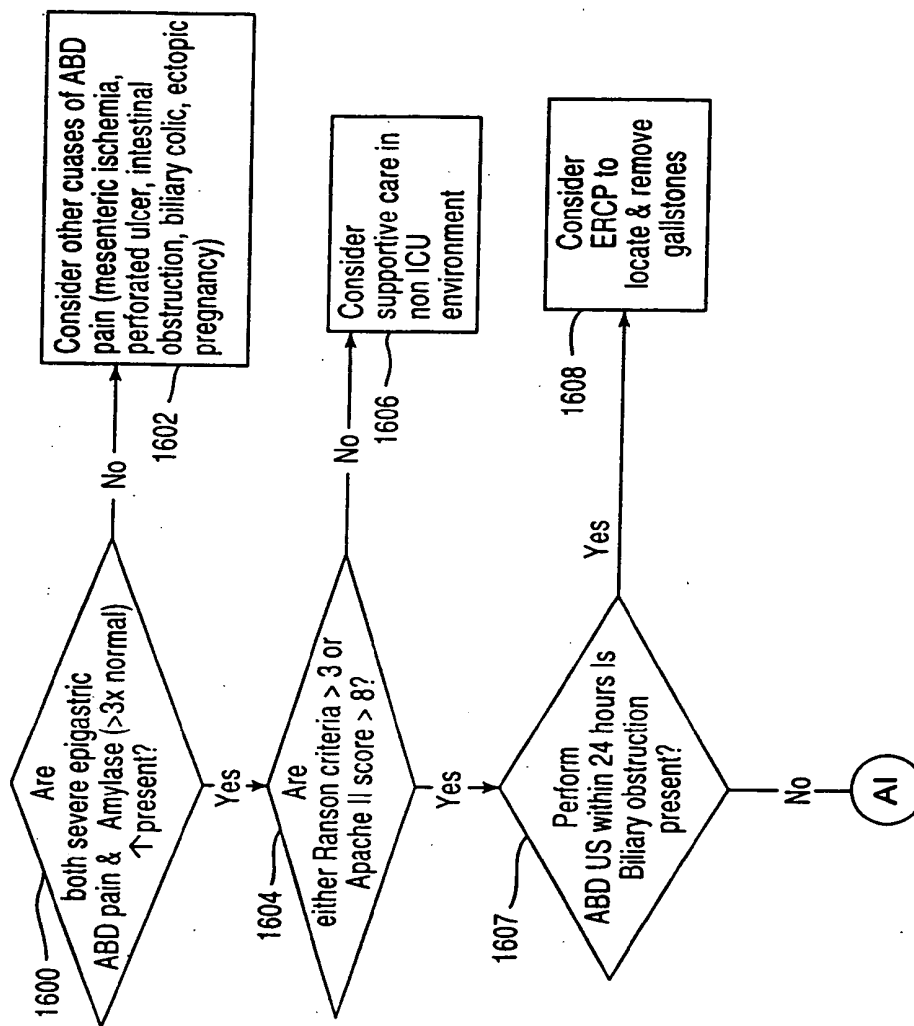 Are
both severe epigastric
ABD pain & Amylase (>3x normal)
↑present?
1600
No
Consider other cuases of ABD
pain (mesenteric ischemia,
perforated ulcer, intestinal
obstruction, biliary colic, ectopic
pregnancy)
1602
Yes
Are
either Ranson criteria > 3 or
Apache II score > 8?
1604
No
Consider
supportive care in
non ICU
environment
1606
Yes
Perform
ABD US within 24 hours Is
Biliary obstruction
present?
1607
Yes
Consider
ERCP to
locate & remove
gallstones
1608
No
AI